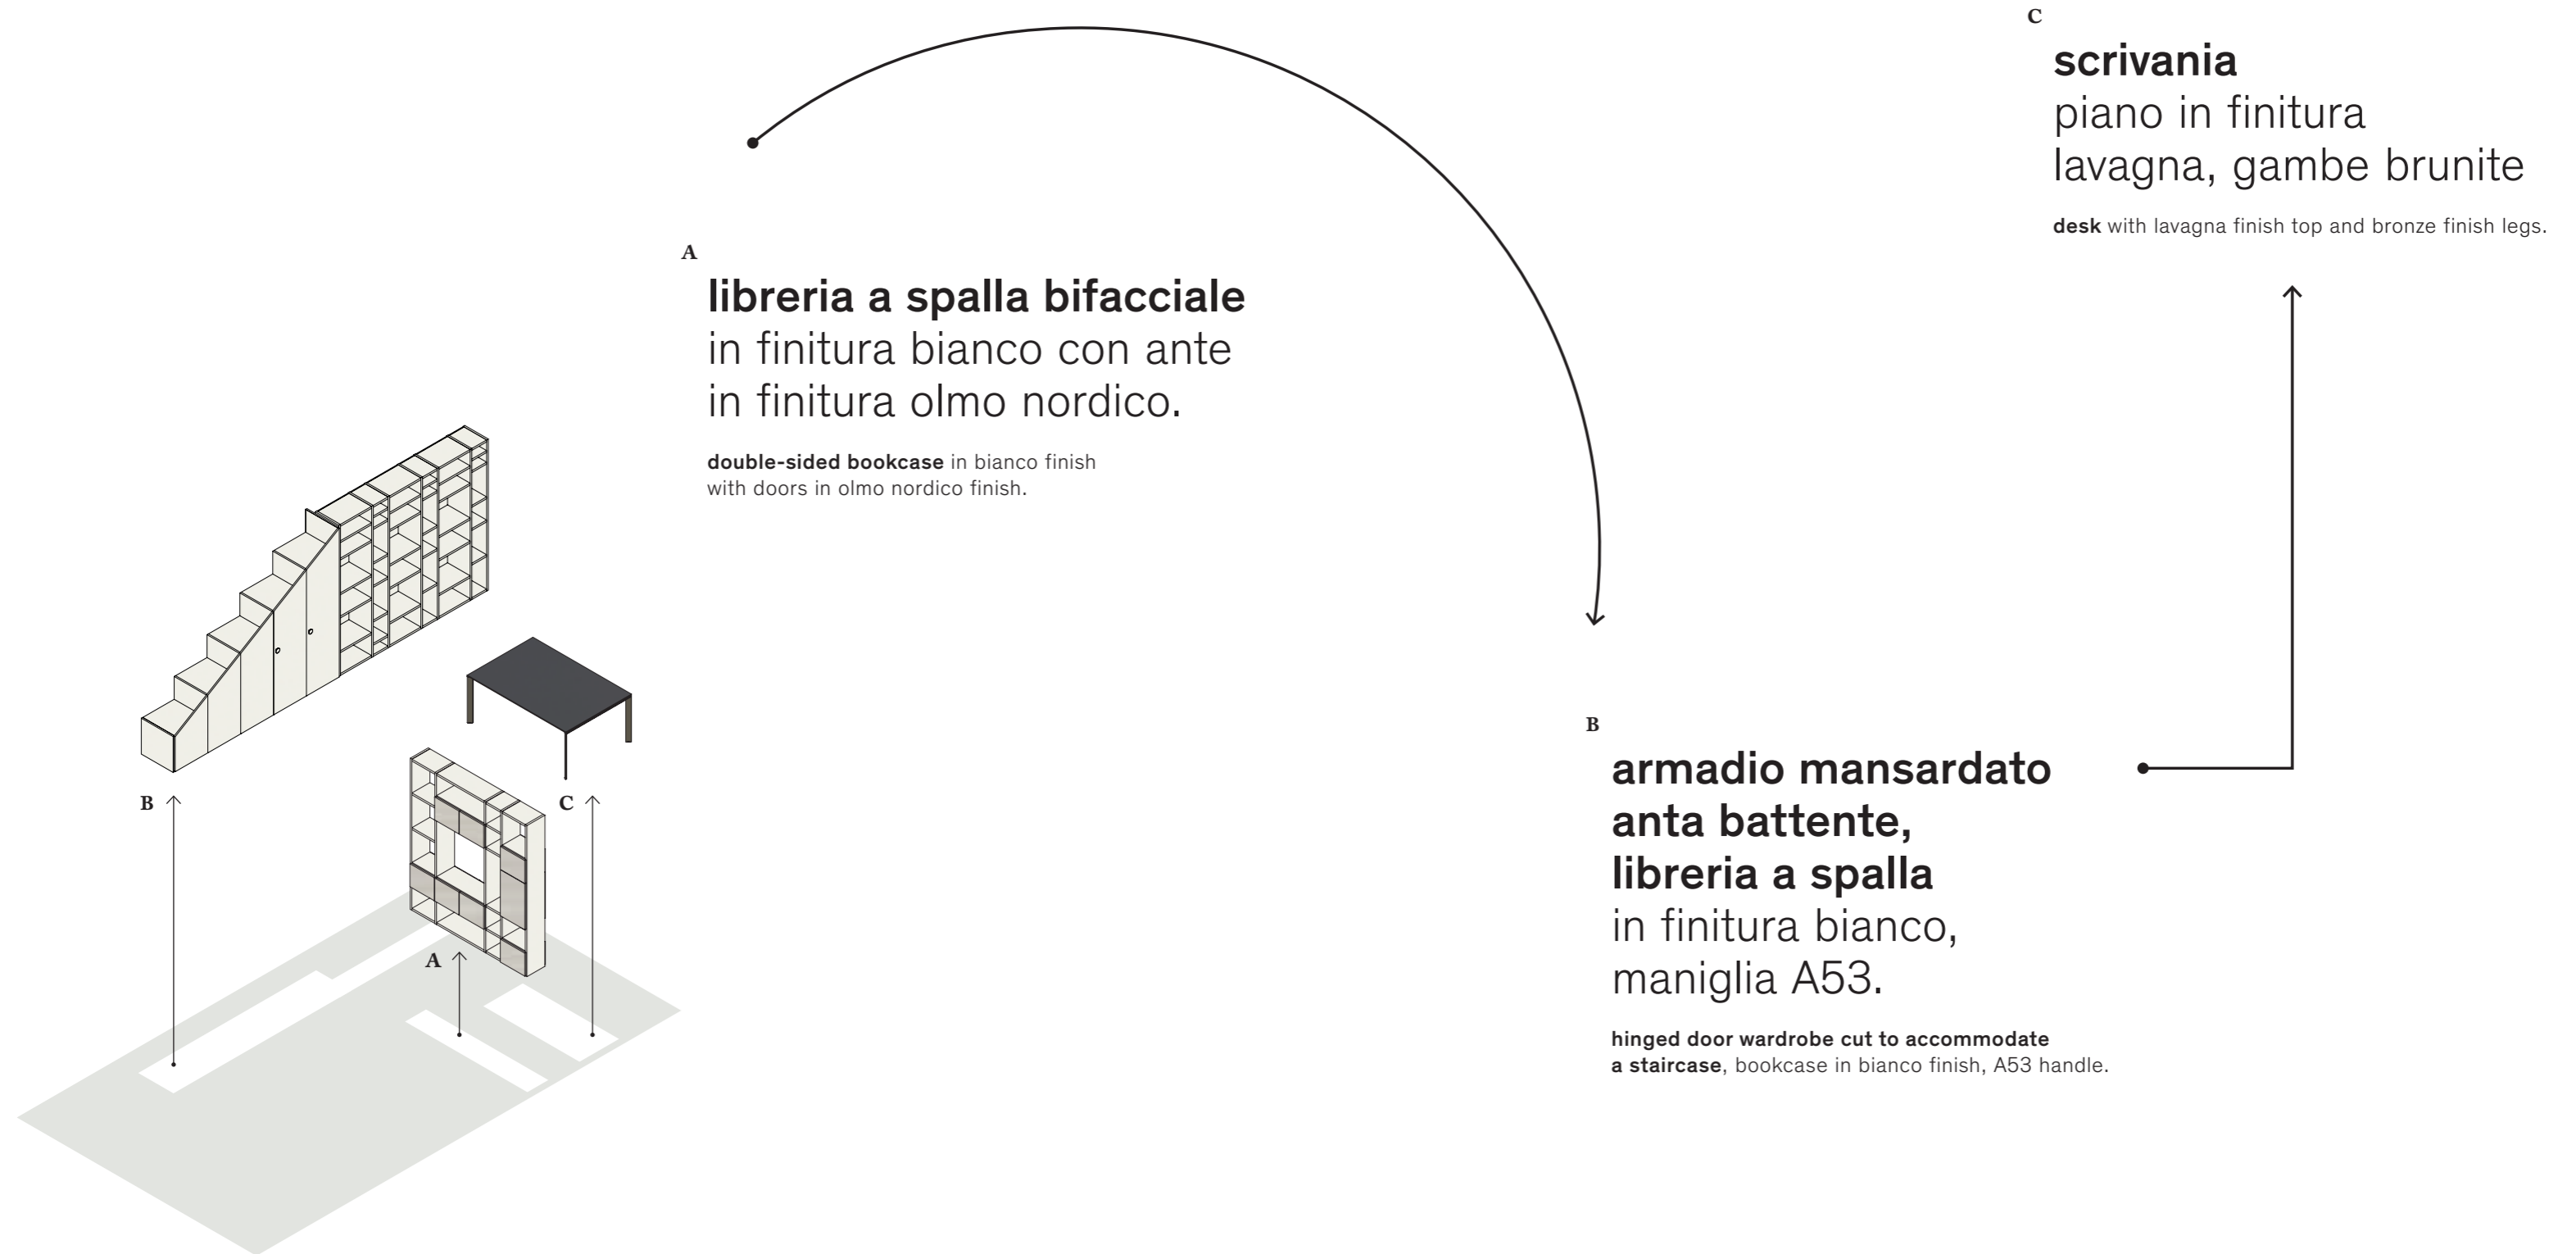 A
libreria a spalla bifacciale
in finitura bianco con ante
in finitura olmo nordico.
double-sided bookcase in bianco finish
with doors in olmo nordico finish.
B
armadio mansardato
anta battente,
libreria a spalla
in finitura bianco,
maniglia A53.
hinged door wardrobe cut to accommodate
a staircase, bookcase in bianco finish, A53 handle.
C
scrivania
piano in finitura
lavagna, gambe brunite
desk with lavagna finish top and bronze finish legs.
B
C
A